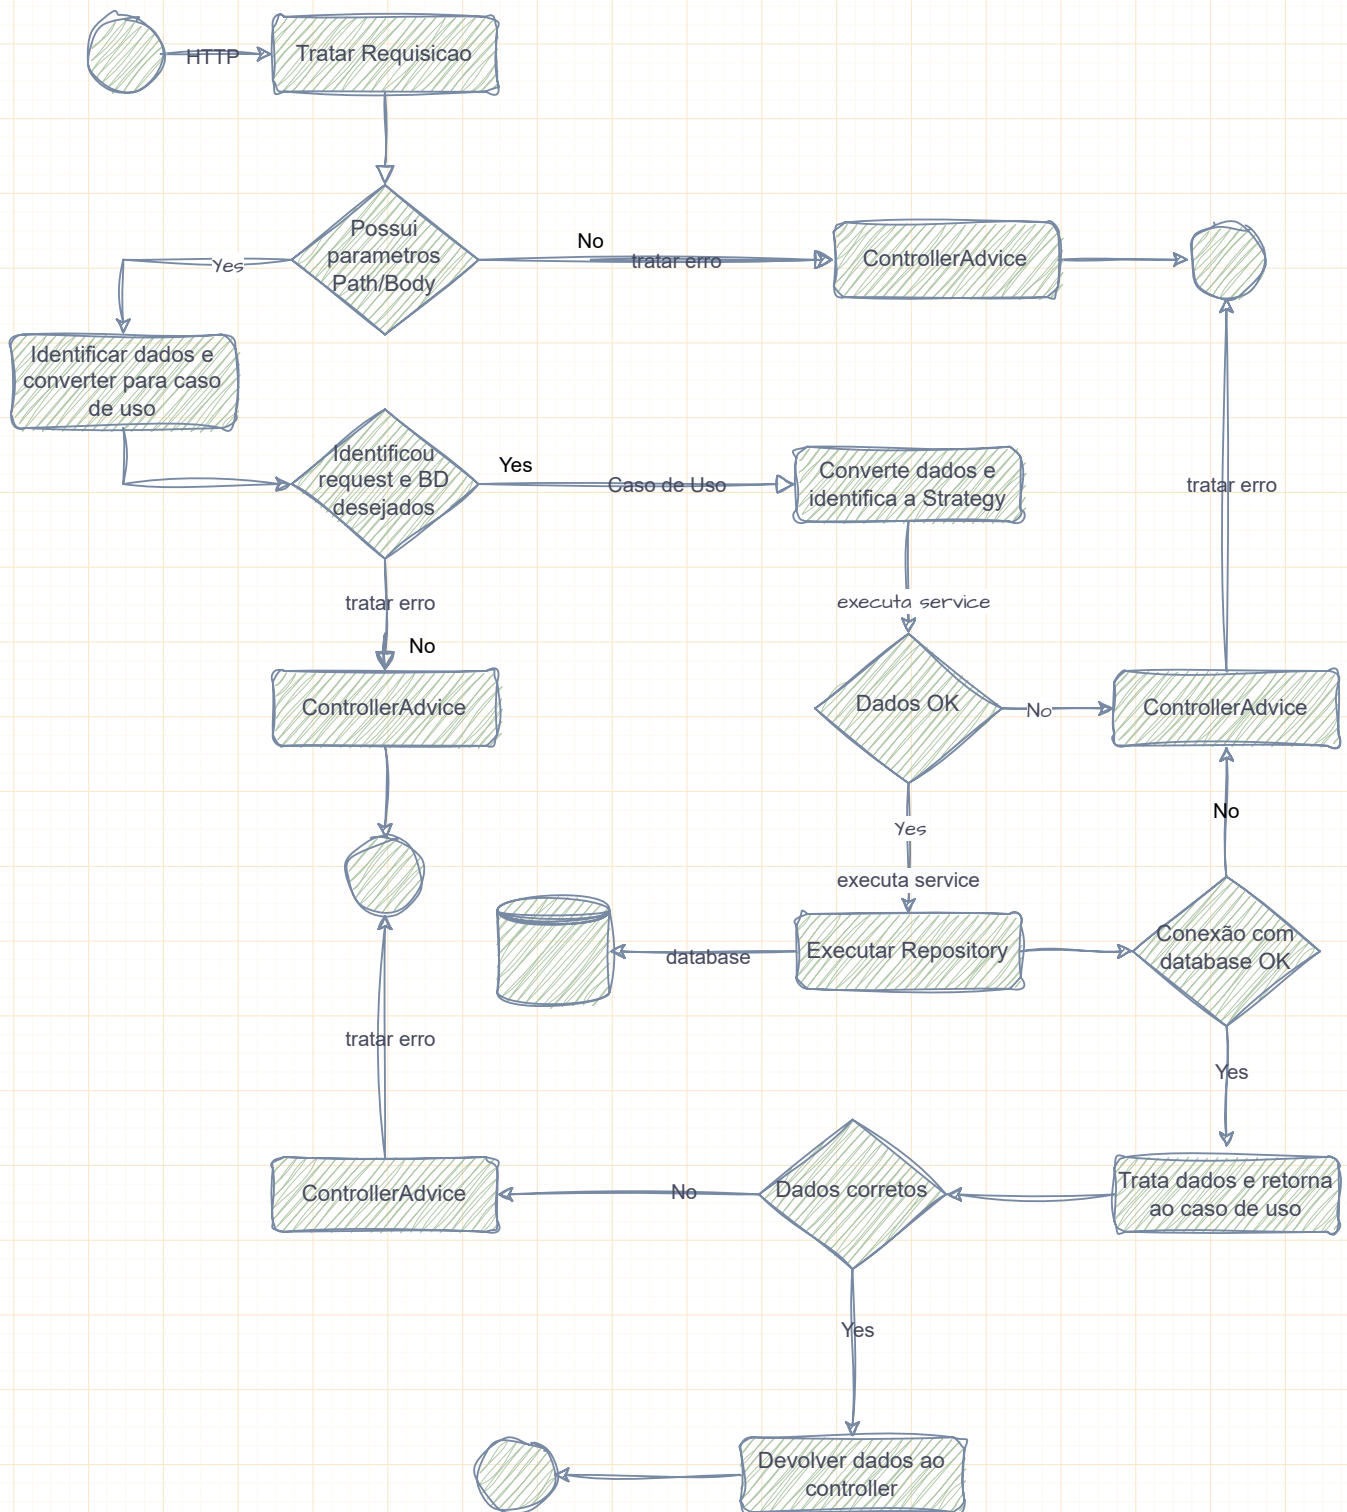 HTTP
Tratar Requisicao
Possui
parametros
Path/Body
No
tratar erro
ControllerAdvice
Yes
Identificar dados e
converter para caso
de uso
Identificou
request e BD
desejados
Yes
Caso de Uso
Converte dados e
identifica a Strategy
tratar erro
executa service
tratar erro
No
ControllerAdvice
Dados OK
No
ControllerAdvice
No
Yes
executa service
Executar Repository
database
Conexão com
database OK
tratar erro
Yes
ControllerAdvice
No
Dados corretos
Trata dados e retorna
ao caso de uso
Yes
Devolver dados ao
controller